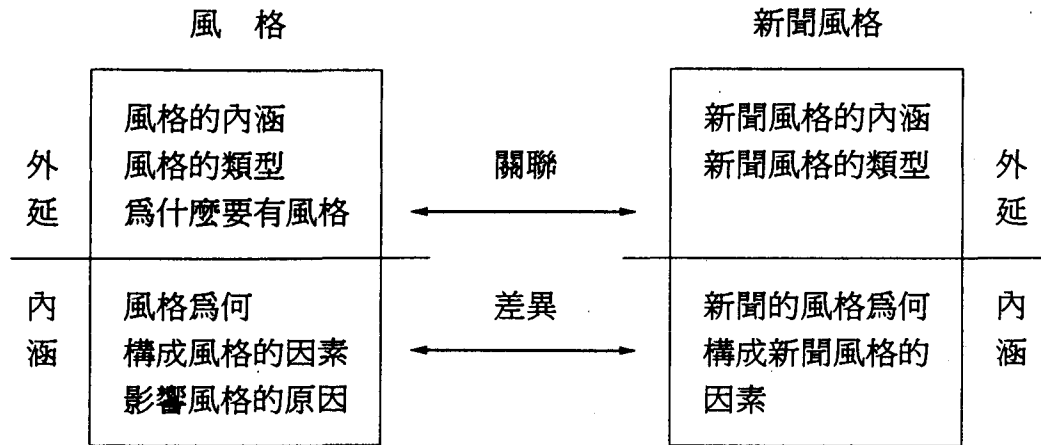 風 格
新聞風格
外延
風格的內涵
風格的類型
爲什麼要有風格
關聯
新聞風格的內涵
新聞風格的類型
外延
內涵
風格爲何
構成風格的因素
影響風格的原因
差異
新聞的風格爲何
構成新聞風格的
因素
內涵